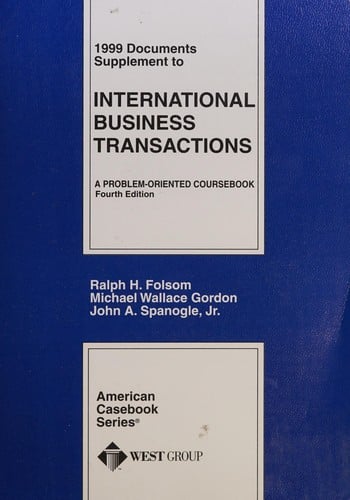 1999 Documents
Supplement to
INTERNATIONAL
BUSINESS
TRANSACTIONS
A PROBLEM-ORIENTED COURSEBOOK
Fourth Edition
Ralph H. Folsom
Michael Wallace Gordon
John A. Spanogle, Jr.
American
Casebook
Series®
WEST GROUP